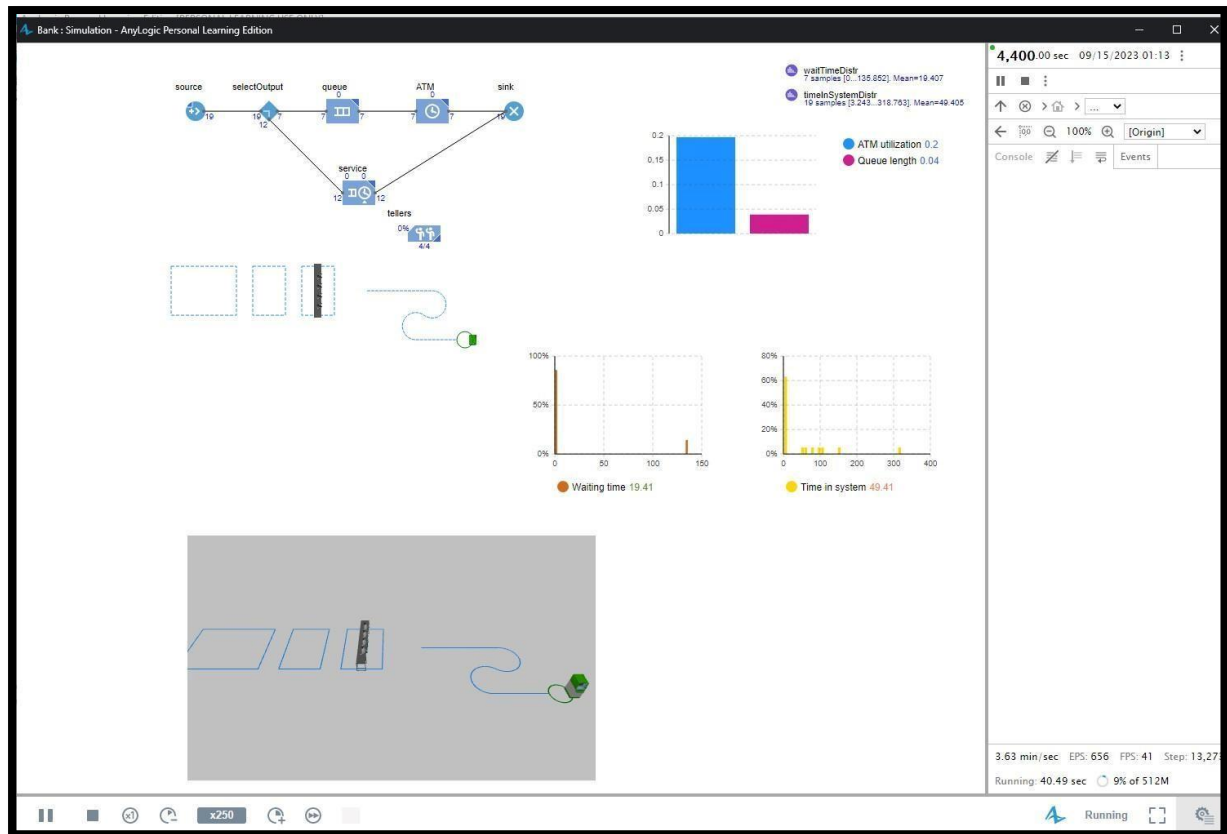 Bank : Simulation - AnyLogic Personal Learning Edition
source
selectOutput
queue
ATM
sink
0
0
19
19
7
7
7
7
7
19
12
service
0 0
12
12
tellers
0%
4/4
waitTimeDistr
7 samples [0...135.852]. Mean=19.407
timeInSystemDistr
19 samples [3.243...318.763]. Mean=49.405
0.2
0.15
0.1
0.05
0
ATM utilization 0.2
Queue length 0.04
100%
50%
0%
0 50 100 150
Waiting time 19.41
80%
60%
40%
20%
0%
0 100 200 300 400
Time in system 49.41
4,400.00 sec 09/15/2023 01:13
...
100% [Origin]
Console Events
3.63 min/sec EPS: 656 FPS: 41 Step: 13,273
Running: 40.49 sec 9% of 512M
x1 x250
Running